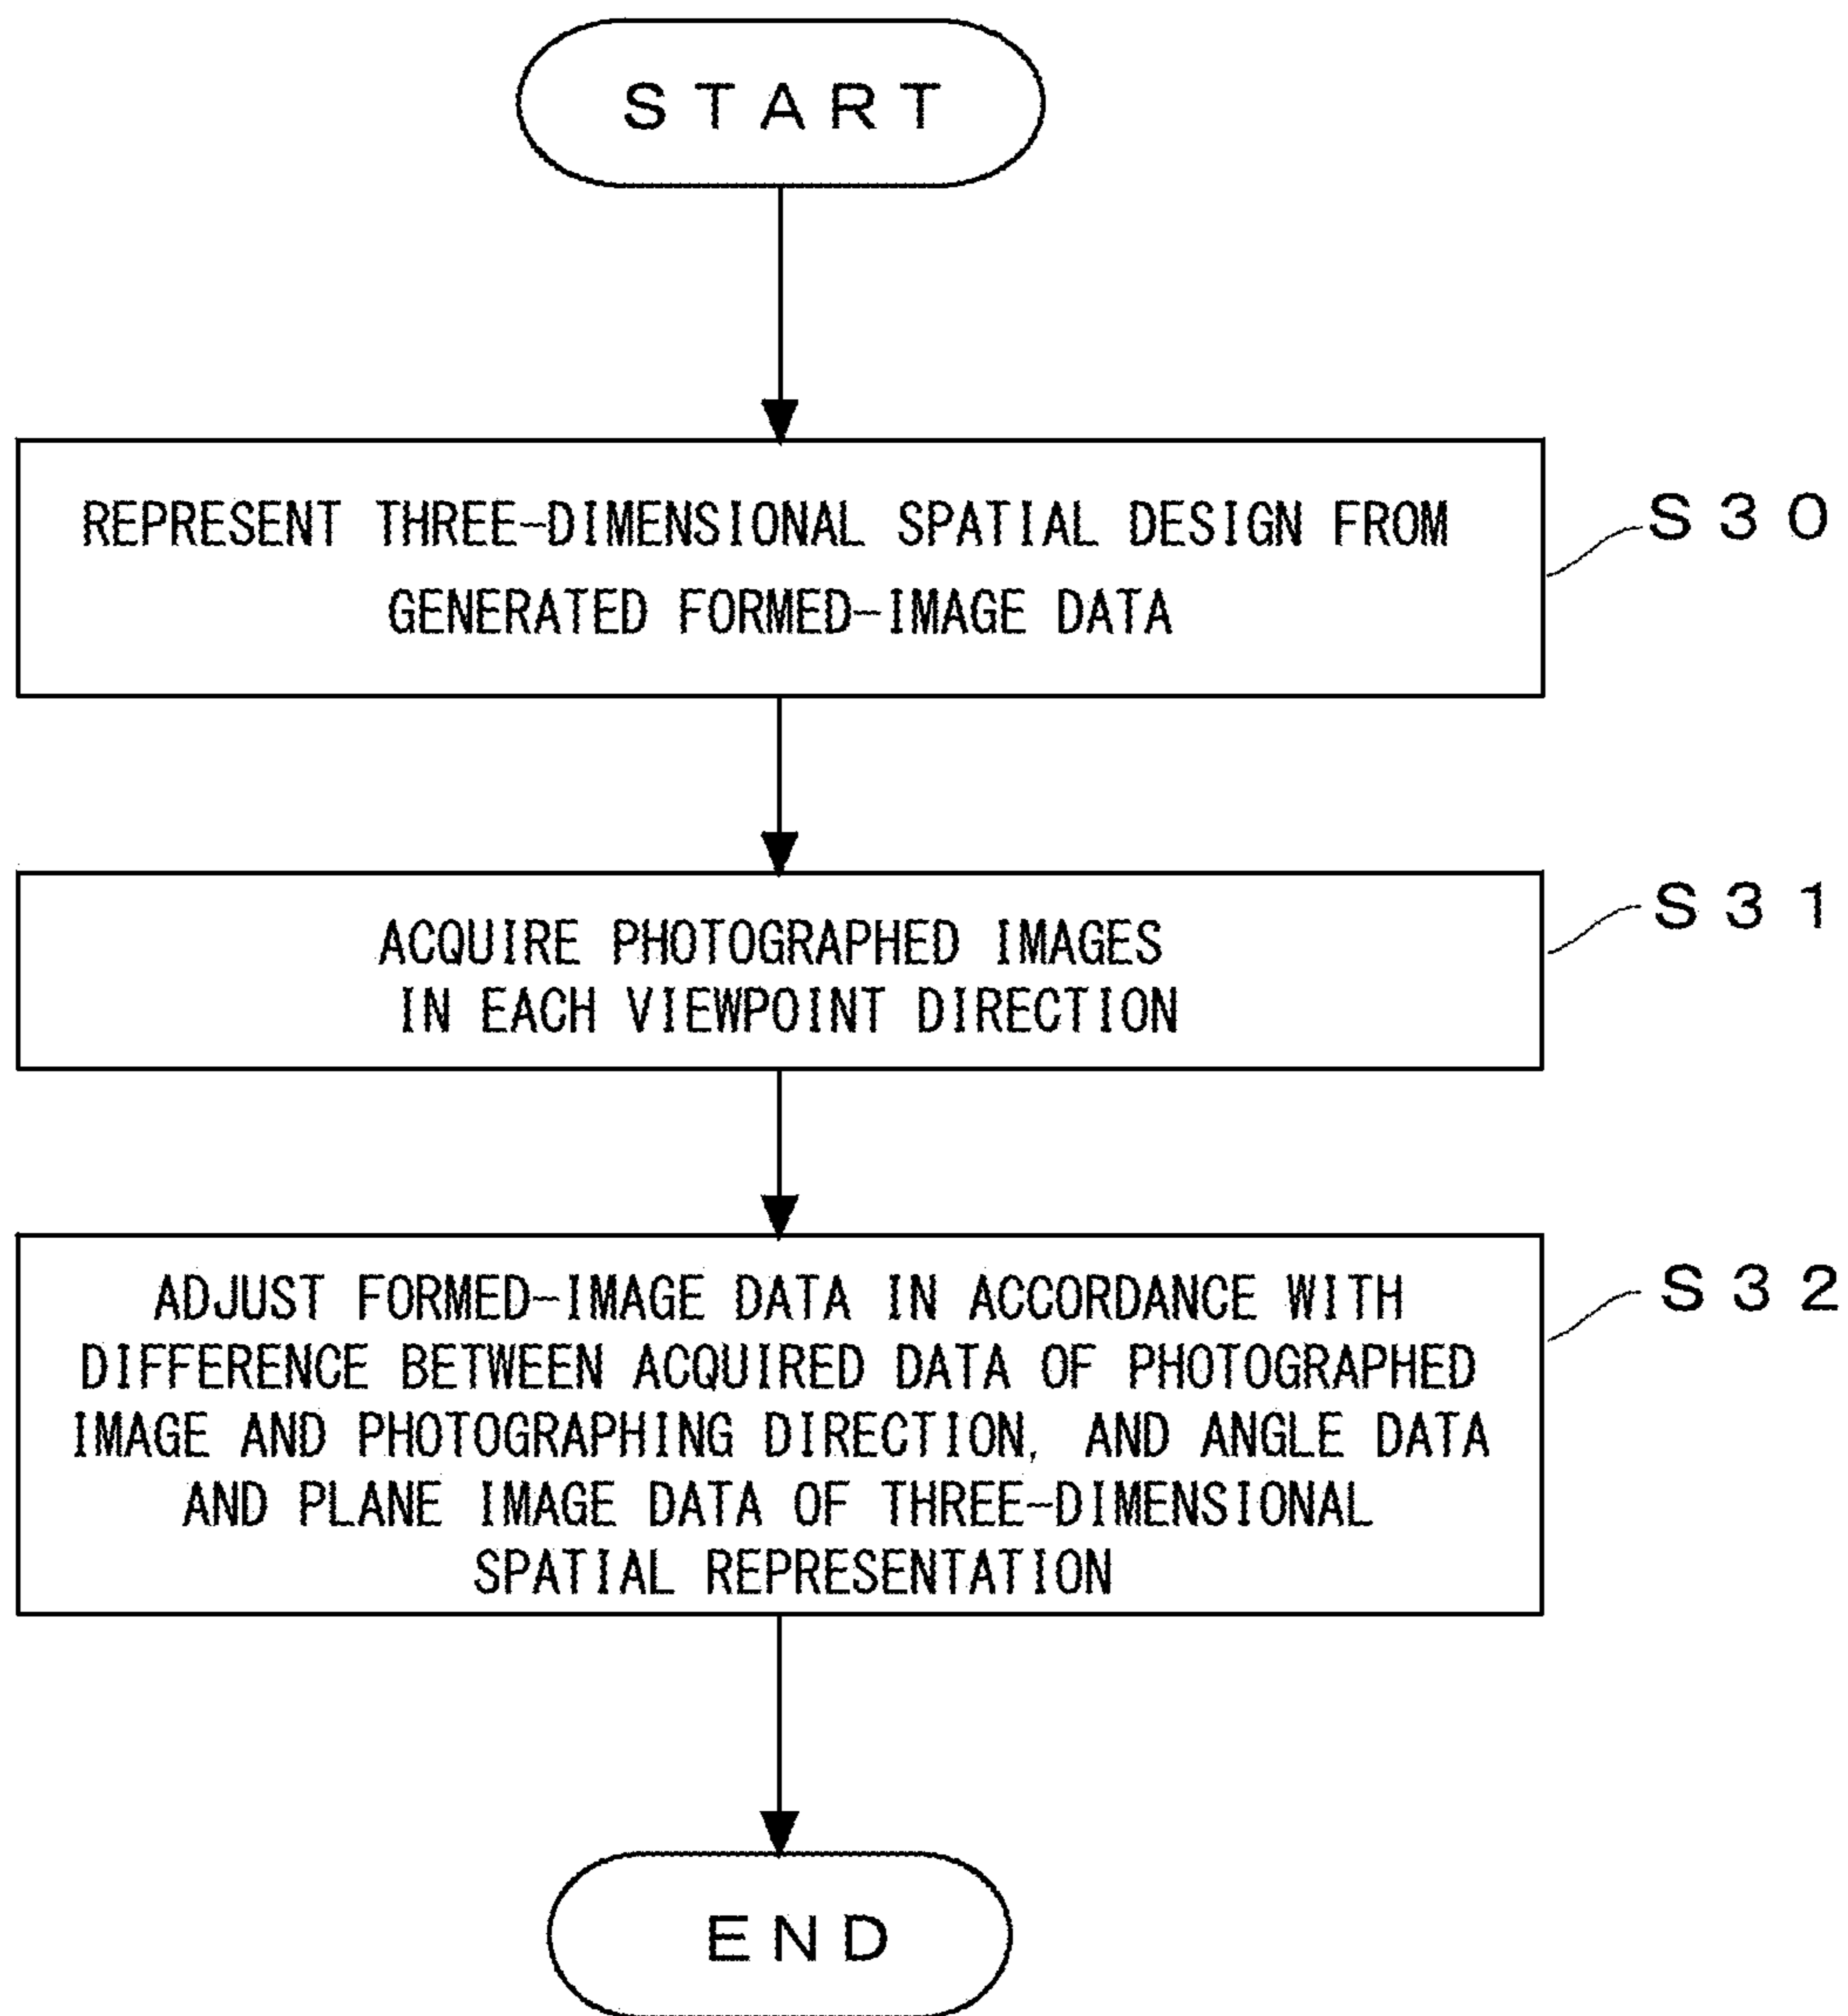 START
REPRESENT THREE-DIMENSIONAL SPATIAL DESIGN FROM
GENERATED FORMED-IMAGE DATA
S30
ACQUIRE PHOTOGRAPHED IMAGES
IN EACH VIEWPOINT DIRECTION
S31
ADJUST FORMED-IMAGE DATA IN ACCORDANCE WITH
DIFFERENCE BETWEEN ACQUIRED DATA OF PHOTOGRAPHED
IMAGE AND PHOTOGRAPHING DIRECTION, AND ANGLE DATA
AND PLANE IMAGE DATA OF THREE-DIMENSIONAL
SPATIAL REPRESENTATION
S32
END